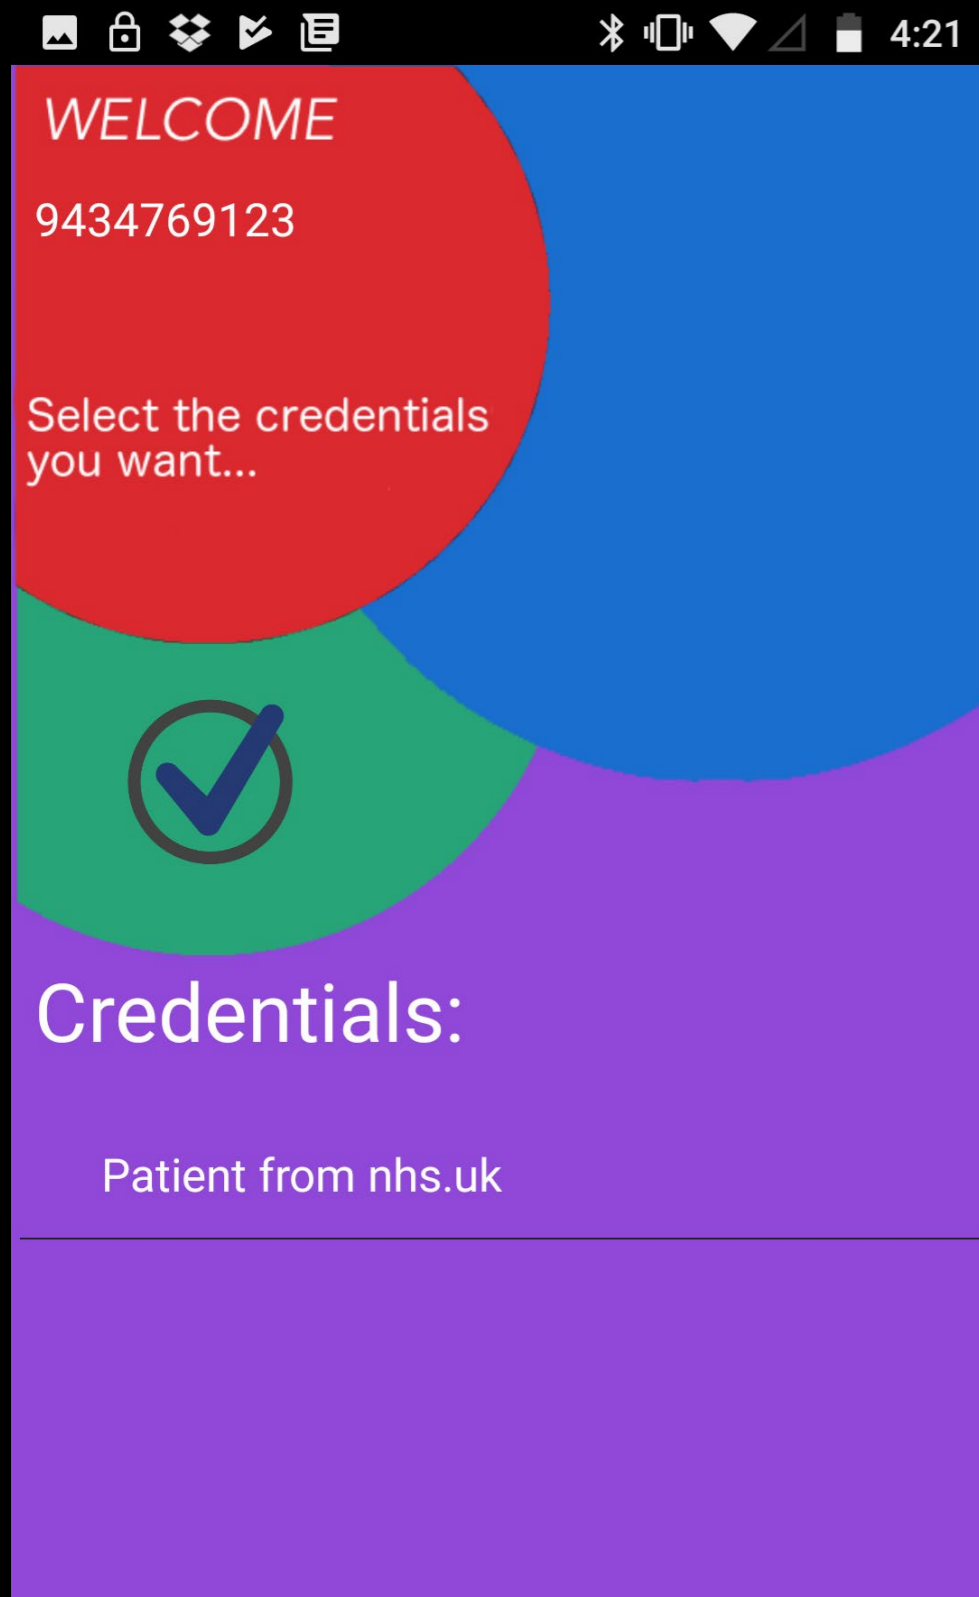 4:21
WELCOME
9434769123
Select the credentials
you want...
Credentials:
Patient from nhs.uk